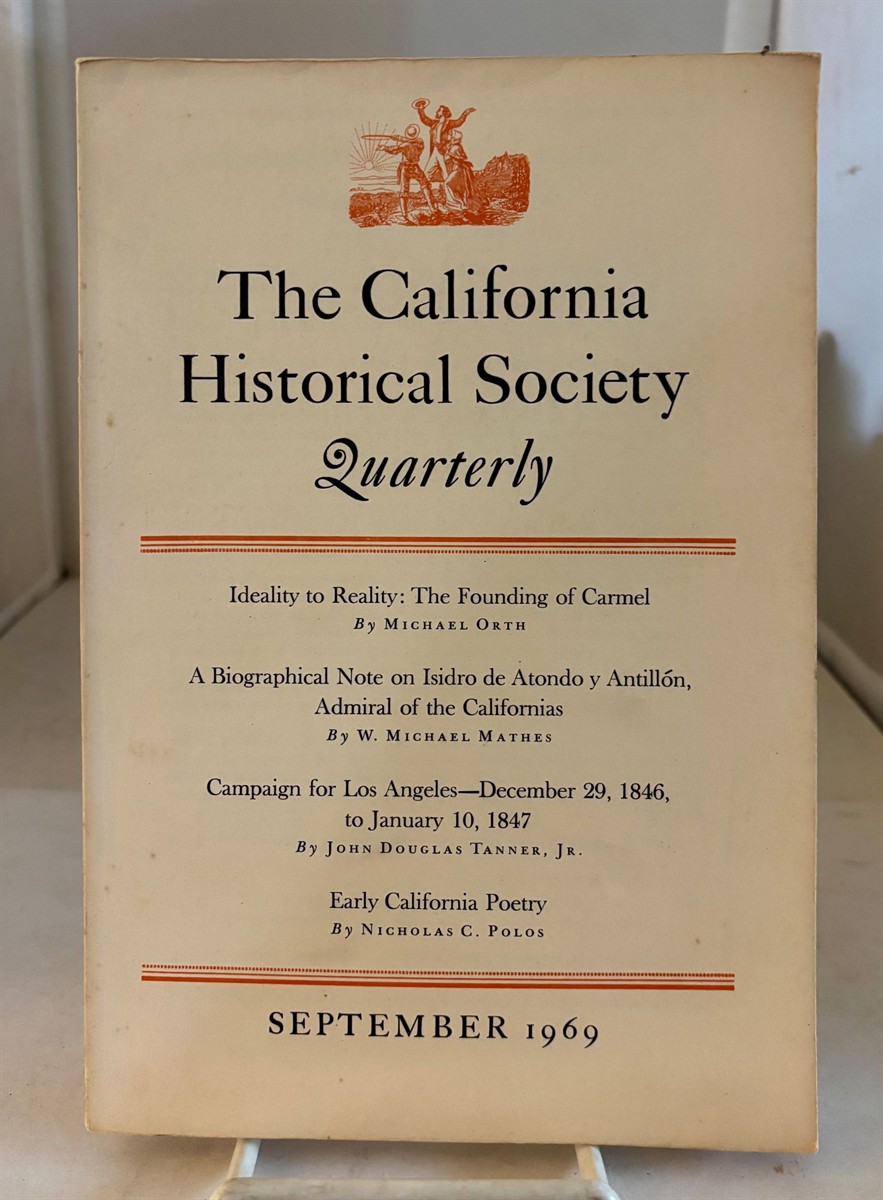 The California
Historical Society
Quarterly
Ideality to Reality: The Founding of Carmel
By Michael Orth
A Biographical Note on Isidro de Atondo y Antillón,
Admiral of the Californias
By W. Michael Mathes
Campaign for Los Angeles—December 29, 1846,
to January 10, 1847
By John Douglas Tanner, Jr.
Early California Poetry
By Nicholas C. Polos
SEPTEMBER 1969